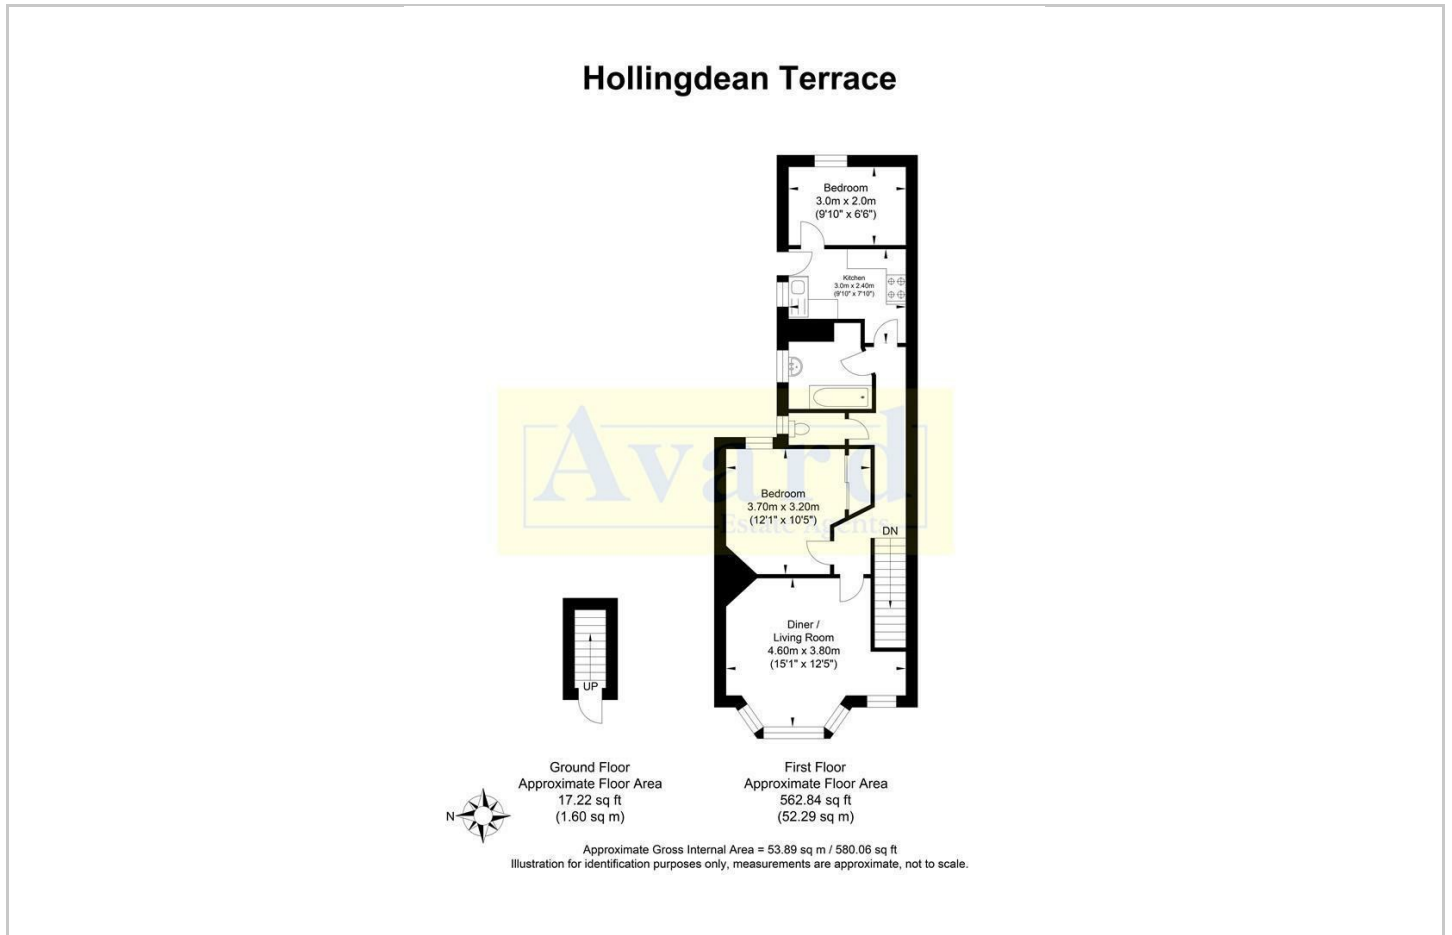 Hollingdean Terrace
Bedroom
3.0m x 2.0m
(9'10" x 6'6")
Kitchen
3.0m x 2.40m
(9'10" x 7'10")
Avard
Estate Agents
Bedroom
3.70m x 3.20m
(12'1" x 10'5")
DN
Diner /
Living Room
4.60m x 3.80m
(15'1" x 12'5")
UP
Ground Floor
Approximate Floor Area
17.22 sq ft
(1.60 sq m)
First Floor
Approximate Floor Area
562.84 sq ft
(52.29 sq m)
N
Approximate Gross Internal Area = 53.89 sq m / 580.06 sq ft
Illustration for identification purposes only, measurements are approximate, not to scale.